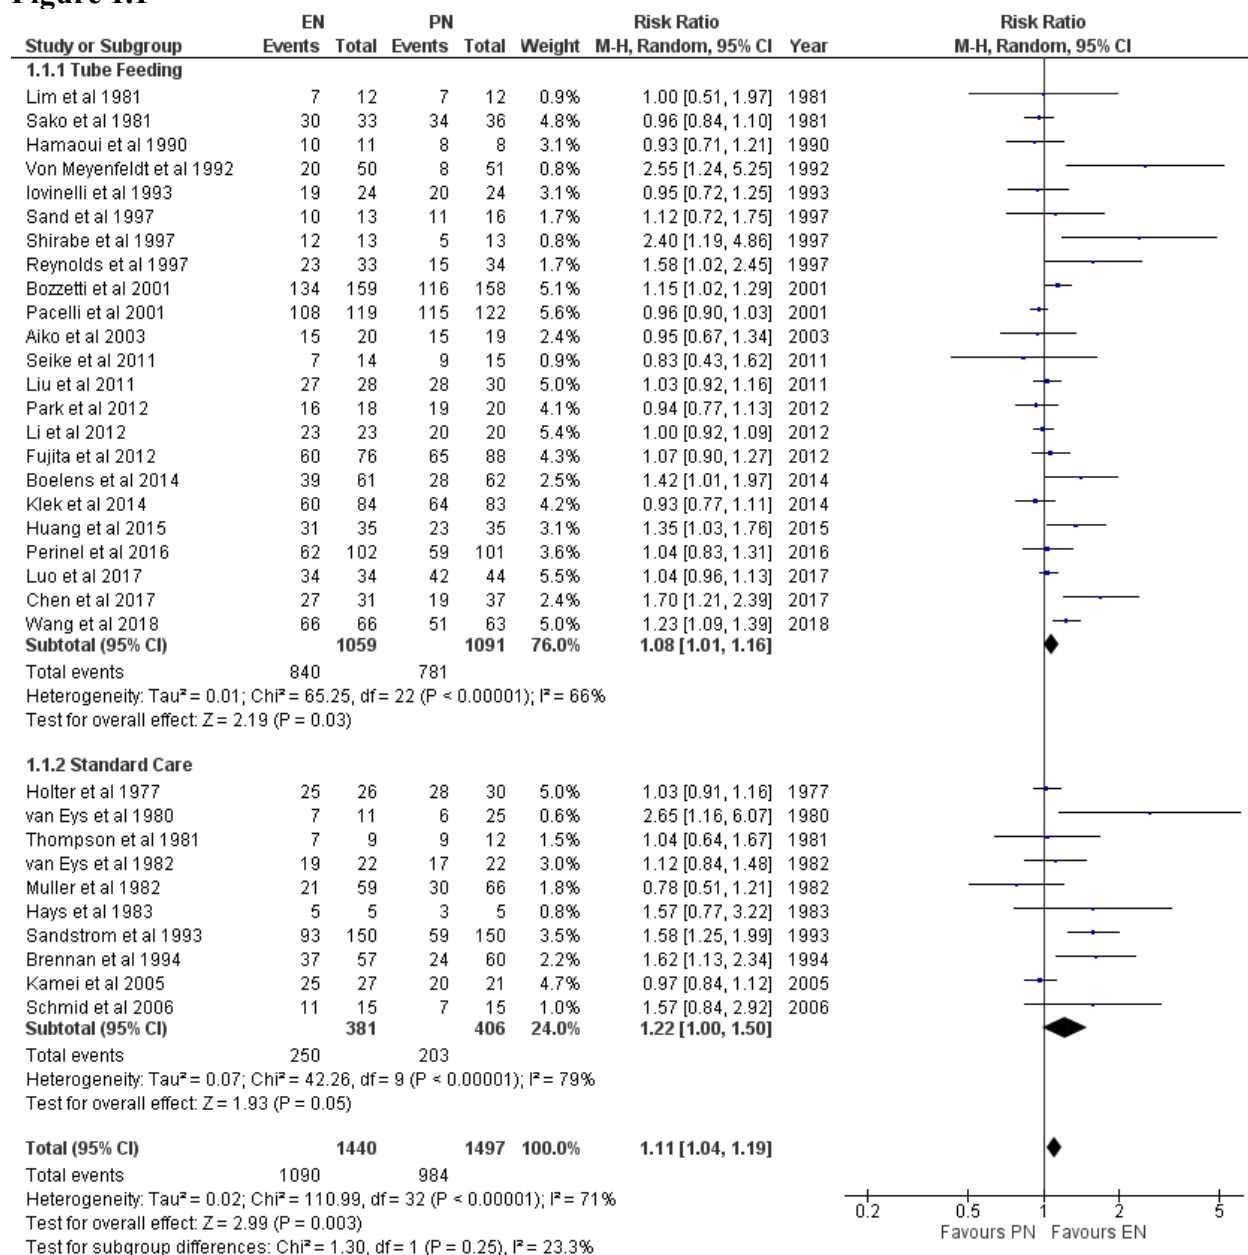 EN PN Risk Ratio Risk Ratio
Study or Subgroup Events Total Events Total Weight M-H, Random, 95% CI Year M-H, Random, 95% CI
1.1.1 Tube Feeding
Lim et al 1981 7 12 7 12 0.9% 1.00 [0.51, 1.97] 1981
Sako et al 1981 30 33 34 36 4.8% 0.96 [0.84, 1.10] 1981
Hamaoui et al 1990 10 11 8 8 3.1% 0.93 [0.71, 1.21] 1990
Von Meyenfeldt et al 1992 20 50 8 51 0.8% 2.55 [1.24, 5.25] 1992
Iovinelli et al 1993 19 24 20 24 3.1% 0.95 [0.72, 1.25] 1993
Sand et al 1997 10 13 11 16 1.7% 1.12 [0.72, 1.75] 1997
Shirabe et al 1997 12 13 5 13 0.8% 2.40 [1.19, 4.86] 1997
Reynolds et al 1997 23 33 15 34 1.7% 1.58 [1.02, 2.45] 1997
Bozzetti et al 2001 134 159 116 158 5.1% 1.15 [1.02, 1.29] 2001
Pacelli et al 2001 108 119 115 122 5.6% 0.96 [0.90, 1.03] 2001
Aiko et al 2003 15 20 15 19 2.4% 0.95 [0.67, 1.34] 2003
Seike et al 2011 7 14 9 15 0.9% 0.83 [0.43, 1.62] 2011
Liu et al 2011 27 28 28 30 5.0% 1.03 [0.92, 1.16] 2011
Park et al 2012 16 18 19 20 4.1% 0.94 [0.77, 1.13] 2012
Li et al 2012 23 23 20 20 5.4% 1.00 [0.92, 1.09] 2012
Fujita et al 2012 60 76 65 88 4.3% 1.07 [0.90, 1.27] 2012
Boelens et al 2014 39 61 28 62 2.5% 1.42 [1.01, 1.97] 2014
Klek et al 2014 60 84 64 83 4.2% 0.93 [0.77, 1.11] 2014
Huang et al 2015 31 35 23 35 3.1% 1.35 [1.03, 1.76] 2015
Perinel et al 2016 62 102 59 101 3.6% 1.04 [0.83, 1.31] 2016
Luo et al 2017 34 34 42 44 5.5% 1.04 [0.96, 1.13] 2017
Chen et al 2017 27 31 19 37 2.4% 1.70 [1.21, 2.39] 2017
Wang et al 2018 66 66 51 63 5.0% 1.23 [1.09, 1.39] 2018
Subtotal (95% CI) 1059 1091 76.0% 1.08 [1.01, 1.16]
Total events 840 781
Heterogeneity: Tau² = 0.01; Chi² = 65.25, df = 22 (P < 0.00001); I² = 66%
Test for overall effect: Z = 2.19 (P = 0.03)
1.1.2 Standard Care
Holter et al 1977 25 26 28 30 5.0% 1.03 [0.91, 1.16] 1977
van Eys et al 1980 7 11 6 25 0.6% 2.65 [1.16, 6.07] 1980
Thompson et al 1981 7 9 9 12 1.5% 1.04 [0.64, 1.67] 1981
van Eys et al 1982 19 22 17 22 3.0% 1.12 [0.84, 1.48] 1982
Muller et al 1982 21 59 30 66 1.8% 0.78 [0.51, 1.21] 1982
Hays et al 1983 5 5 3 5 0.8% 1.57 [0.77, 3.22] 1983
Sandstrom et al 1993 93 150 59 150 3.5% 1.58 [1.25, 1.99] 1993
Brennan et al 1994 37 57 24 60 2.2% 1.62 [1.13, 2.34] 1994
Kamei et al 2005 25 27 20 21 4.7% 0.97 [0.84, 1.12] 2005
Schmid et al 2006 11 15 7 15 1.0% 1.57 [0.84, 2.92] 2006
Subtotal (95% CI) 381 406 24.0% 1.22 [1.00, 1.50]
Total events 250 203
Heterogeneity: Tau² = 0.07; Chi² = 42.26, df = 9 (P < 0.00001); I² = 79%
Test for overall effect: Z = 1.93 (P = 0.05)
Total (95% CI) 1440 1497 100.0% 1.11 [1.04, 1.19]
Total events 1090 984
Heterogeneity: Tau² = 0.02; Chi² = 110.99, df = 32 (P < 0.00001); I² = 71%
Test for overall effect: Z = 2.99 (P = 0.003)
Test for subgroup differences: Chi² = 1.30, df = 1 (P = 0.25), I² = 23.3%
0.2 0.5 1 2 5
Favours PN Favours EN